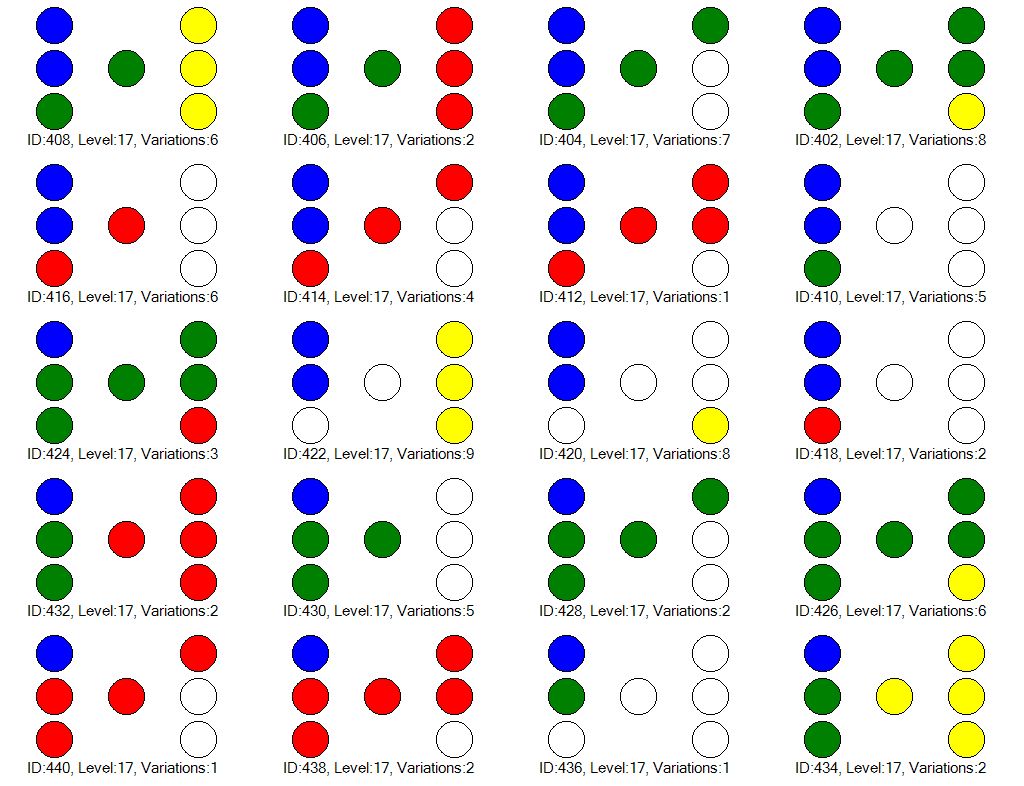 ID:408, Level:17, Variations:6
ID:406, Level:17, Variations:2
ID:404, Level:17, Variations:7
ID:402, Level:17, Variations:8
ID:416, Level:17, Variations:6
ID:414, Level:17, Variations:4
ID:412, Level:17, Variations:1
ID:410, Level:17, Variations:5
ID:424, Level:17, Variations:3
ID:422, Level:17, Variations:9
ID:420, Level:17, Variations:8
ID:418, Level:17, Variations:2
ID:432, Level:17, Variations:2
ID:430, Level:17, Variations:5
ID:428, Level:17, Variations:2
ID:426, Level:17, Variations:6
ID:440, Level:17, Variations:1
ID:438, Level:17, Variations:2
ID:436, Level:17, Variations:1
ID:434, Level:17, Variations:2